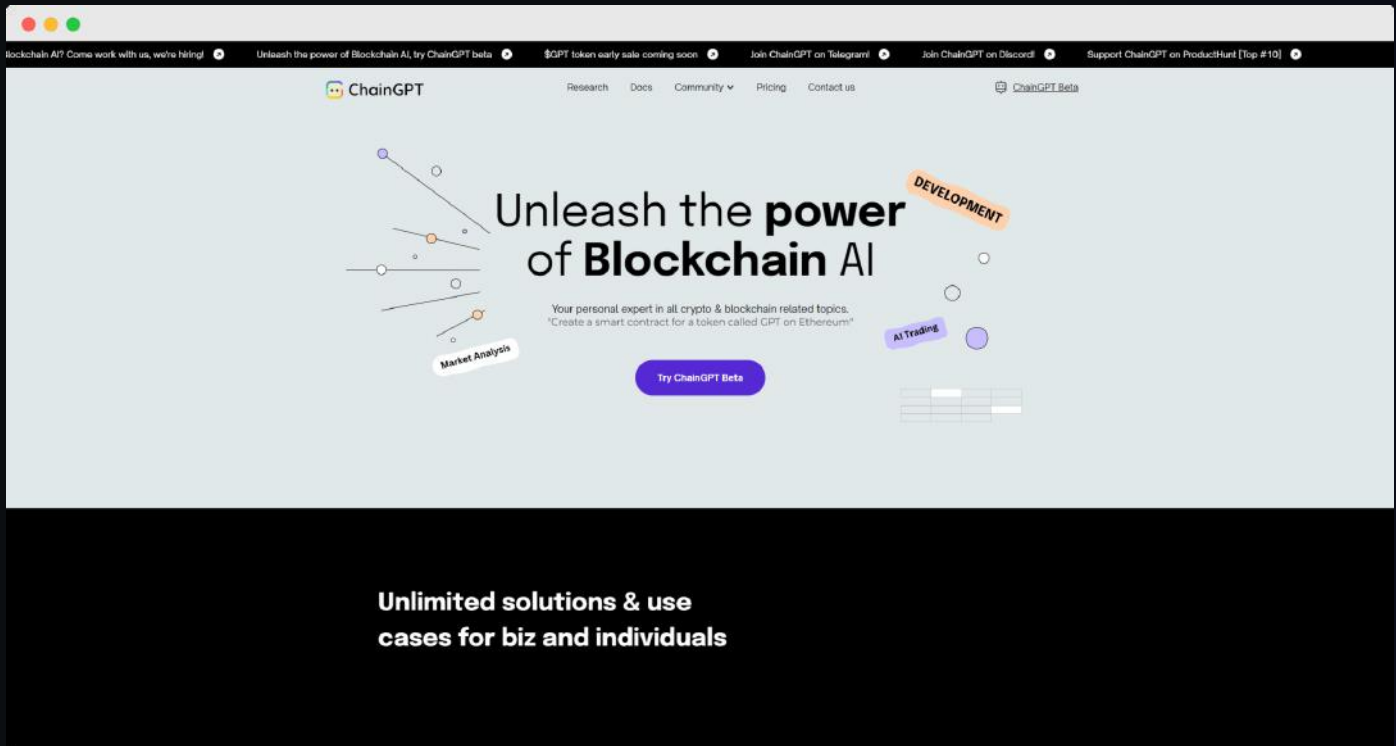 Blockchain AI? Come work with us, we're hiring! Unleash the power of Blockchain AI, try ChainGPT beta $GPT token early sale coming soon Join ChainGPT on Telegram! Join ChainGPT on Discord! Support ChainGPT on ProductHunt [Top #10]
ChainGPT Research Docs Community Pricing Contact us ChainGPT Beta
DEVELOPMENT
Unleash the power
of Blockchain AI
Your personal expert in all crypto & blockchain related topics.
"Create a smart contract for a token called GPT on Ethereum"
AI Trading
Market Analysis
Try ChainGPT Beta
Unlimited solutions & use
cases for biz and individuals